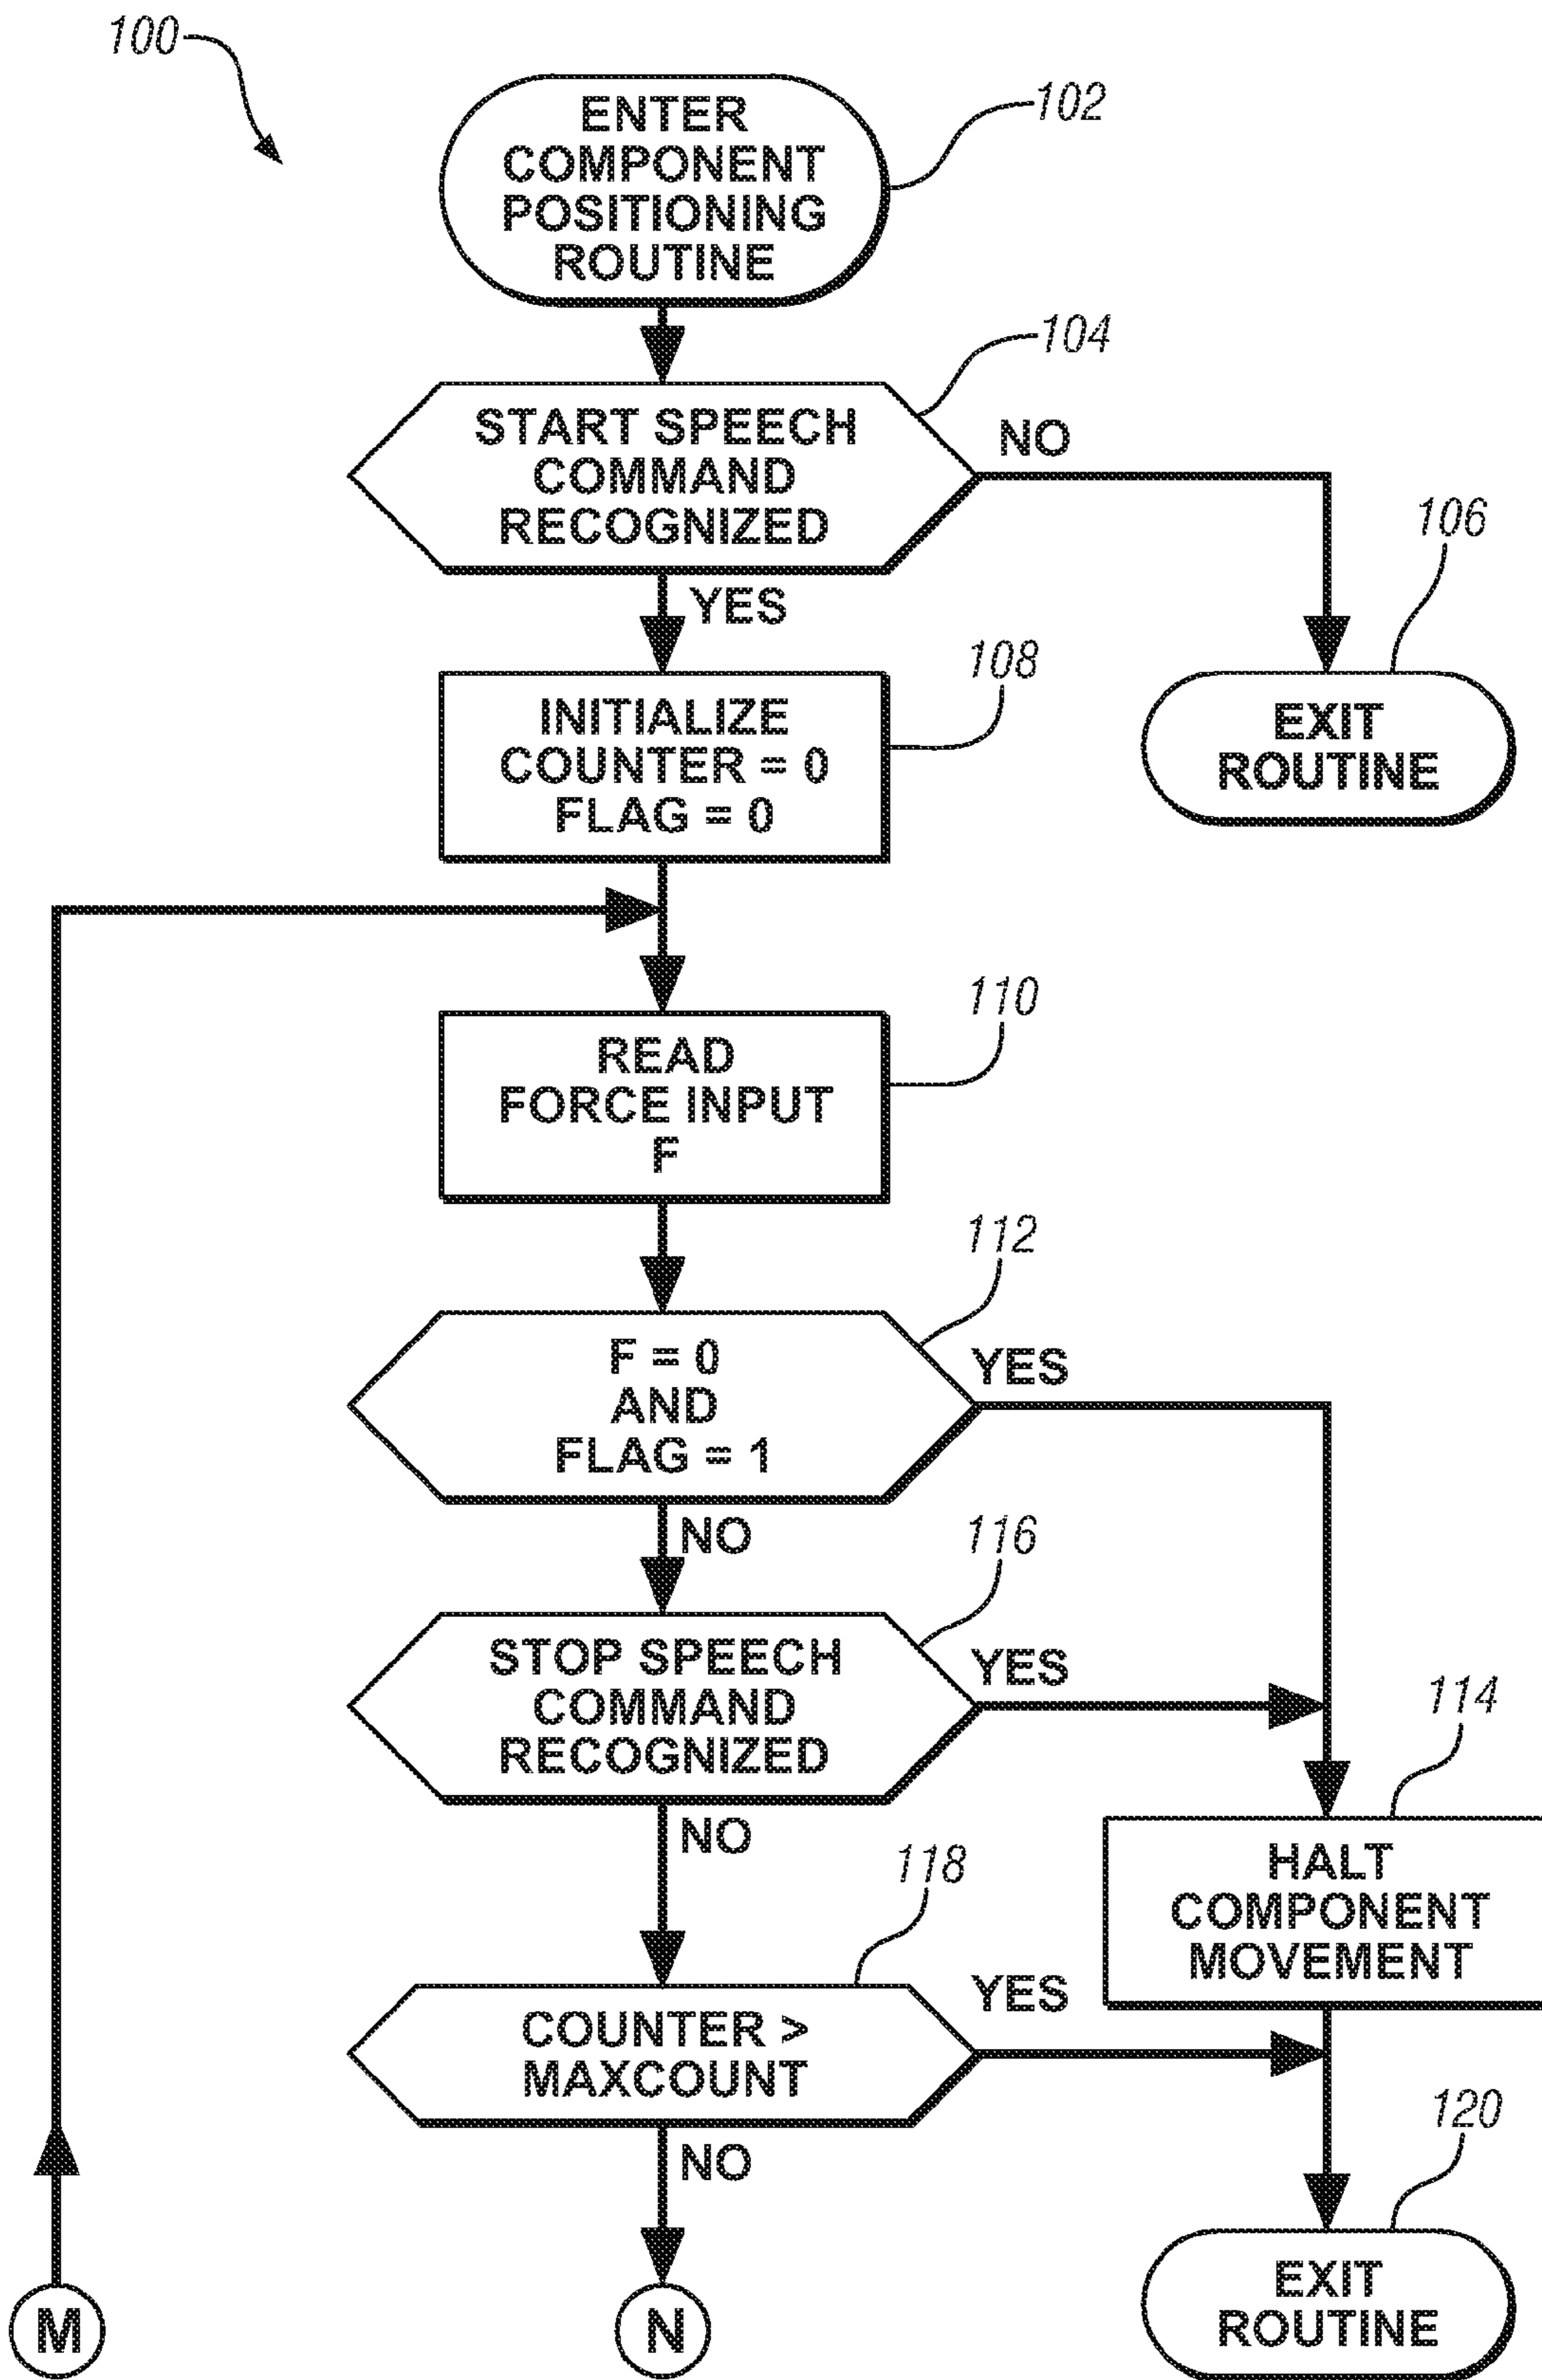 100
ENTER
COMPONENT
POSITIONING
ROUTINE
102
START SPEECH
COMMAND
RECOGNIZED
104
NO
YES
106
EXIT
ROUTINE
INITIALIZE
COUNTER = 0
FLAG = 0
108
READ
FORCE INPUT
F
110
F = 0
AND
FLAG = 1
112
YES
NO
STOP SPEECH
COMMAND
RECOGNIZED
116
YES
NO
114
HALT
COMPONENT
MOVEMENT
COUNTER >
MAXCOUNT
118
YES
NO
120
EXIT
ROUTINE
M
N